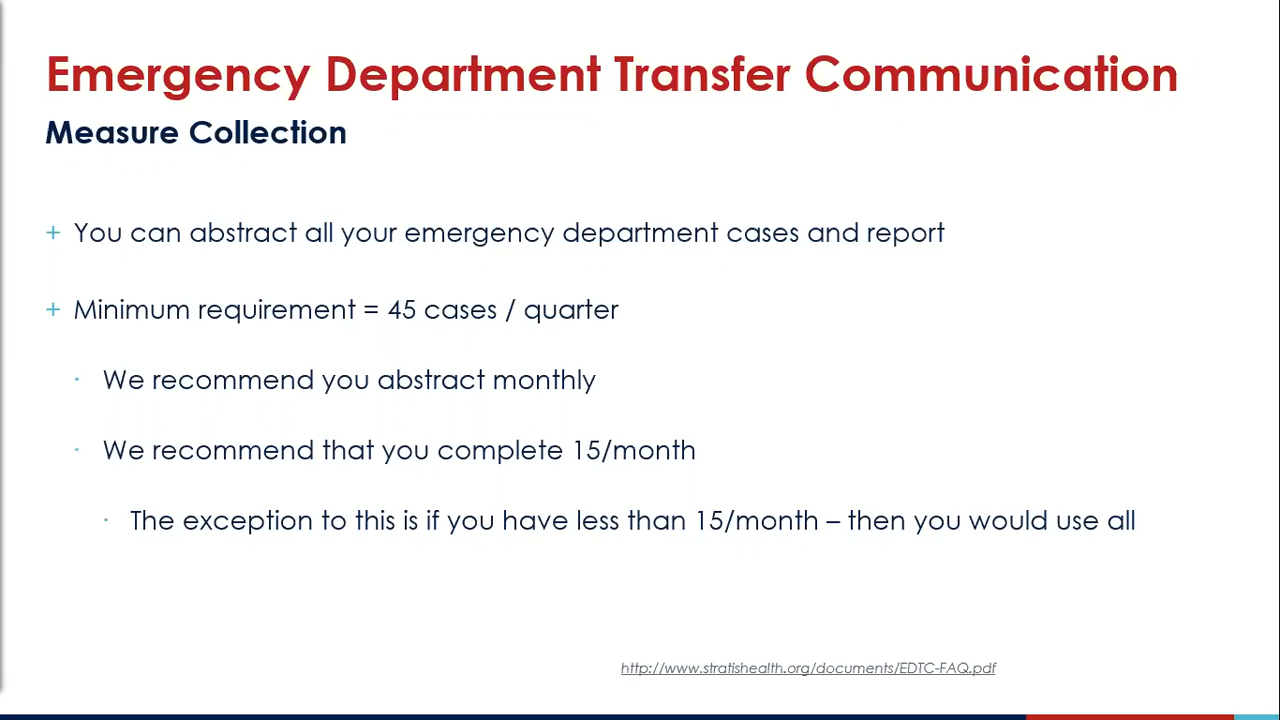 Emergency Department Transfer Communication
Measure Collection
+ You can abstract all your emergency department cases and report
+ Minimum requirement = 45 cases / quarter
· We recommend you abstract monthly
· We recommend that you complete 15/month
· The exception to this is if you have less than 15/month – then you would use all
http://www.stratishealth.org/documents/EDTC-FAQ.pdf